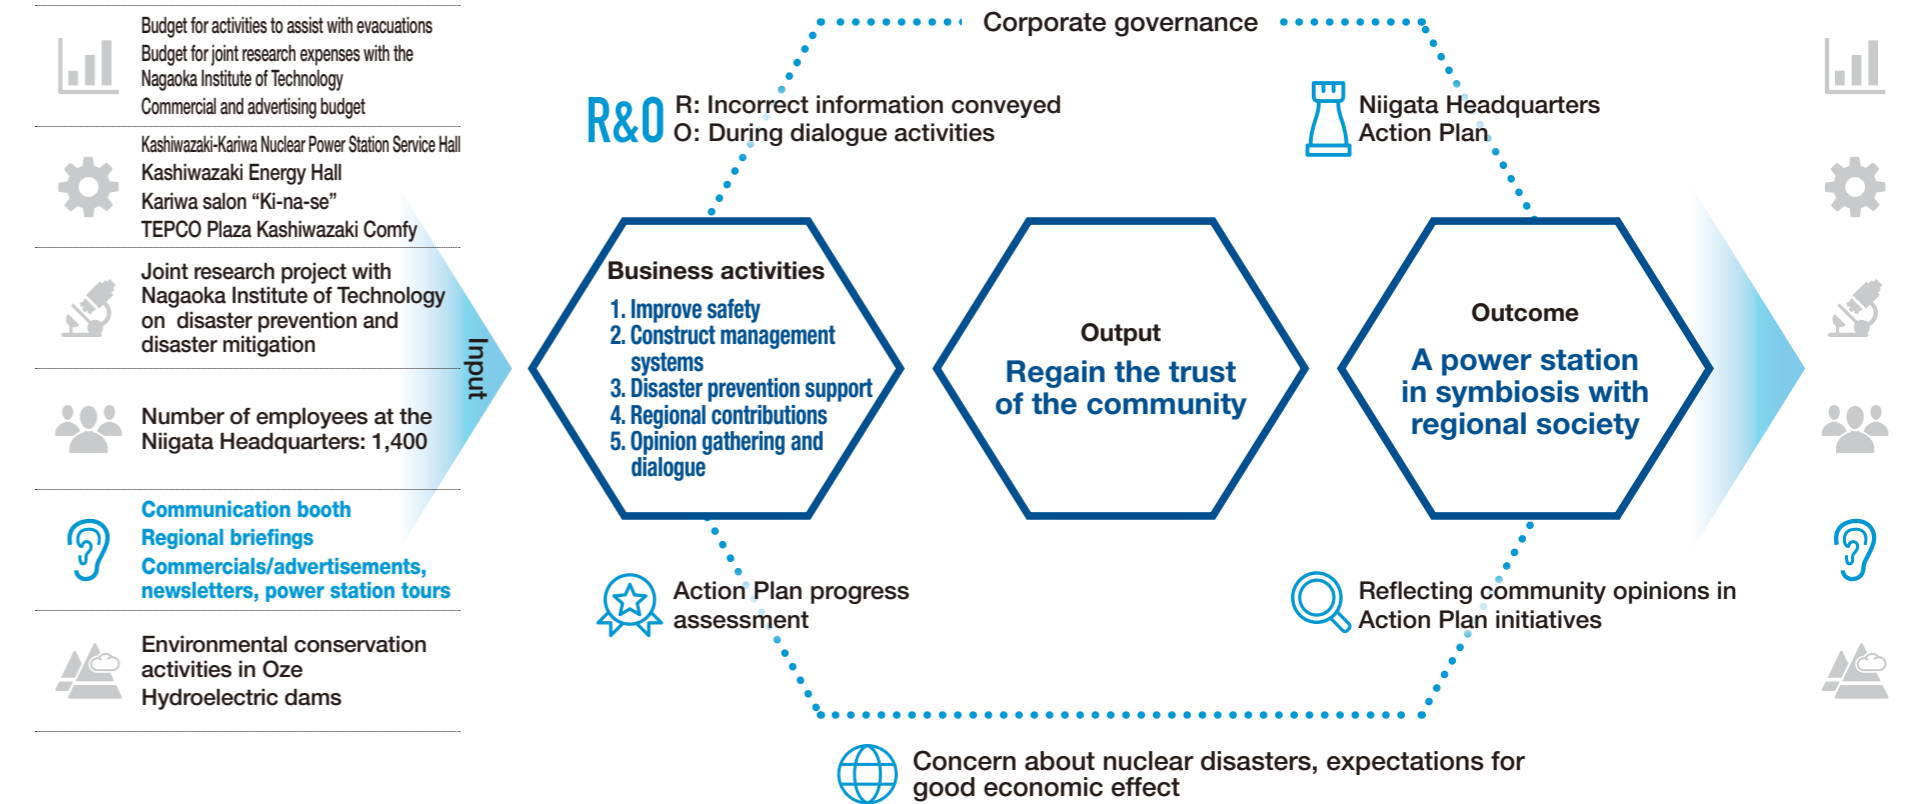 Budget for activities to assist with evacuations
Budget for joint research expenses with the
Nagaoka Institute of Technology
Commercial and advertising budget
Kashiwazaki-Kariwa Nuclear Power Station Service Hall
Kashiwazaki Energy Hall
Kariwa salon “Ki-na-se”
TEPCO Plaza Kashiwazaki Comfy
Joint research project with
Nagaoka Institute of Technology
on disaster prevention and
disaster mitigation
Number of employees at the
Niigata Headquarters: 1,400
Communication booth
Regional briefings
Commercials/advertisements,
newsletters, power station tours
Environmental conservation
activities in Oze
Hydroelectric dams
Input
Corporate governance
R&O
R: Incorrect information conveyed
O: During dialogue activities
Niigata Headquarters
Action Plan
Business activities
1. Improve safety
2. Construct management
systems
3. Disaster prevention support
4. Regional contributions
5. Opinion gathering and
dialogue
Output
Regain the trust
of the community
Outcome
A power station
in symbiosis with
regional society
Action Plan progress
assessment
Reflecting community opinions in
Action Plan initiatives
Concern about nuclear disasters, expectations for
good economic effect